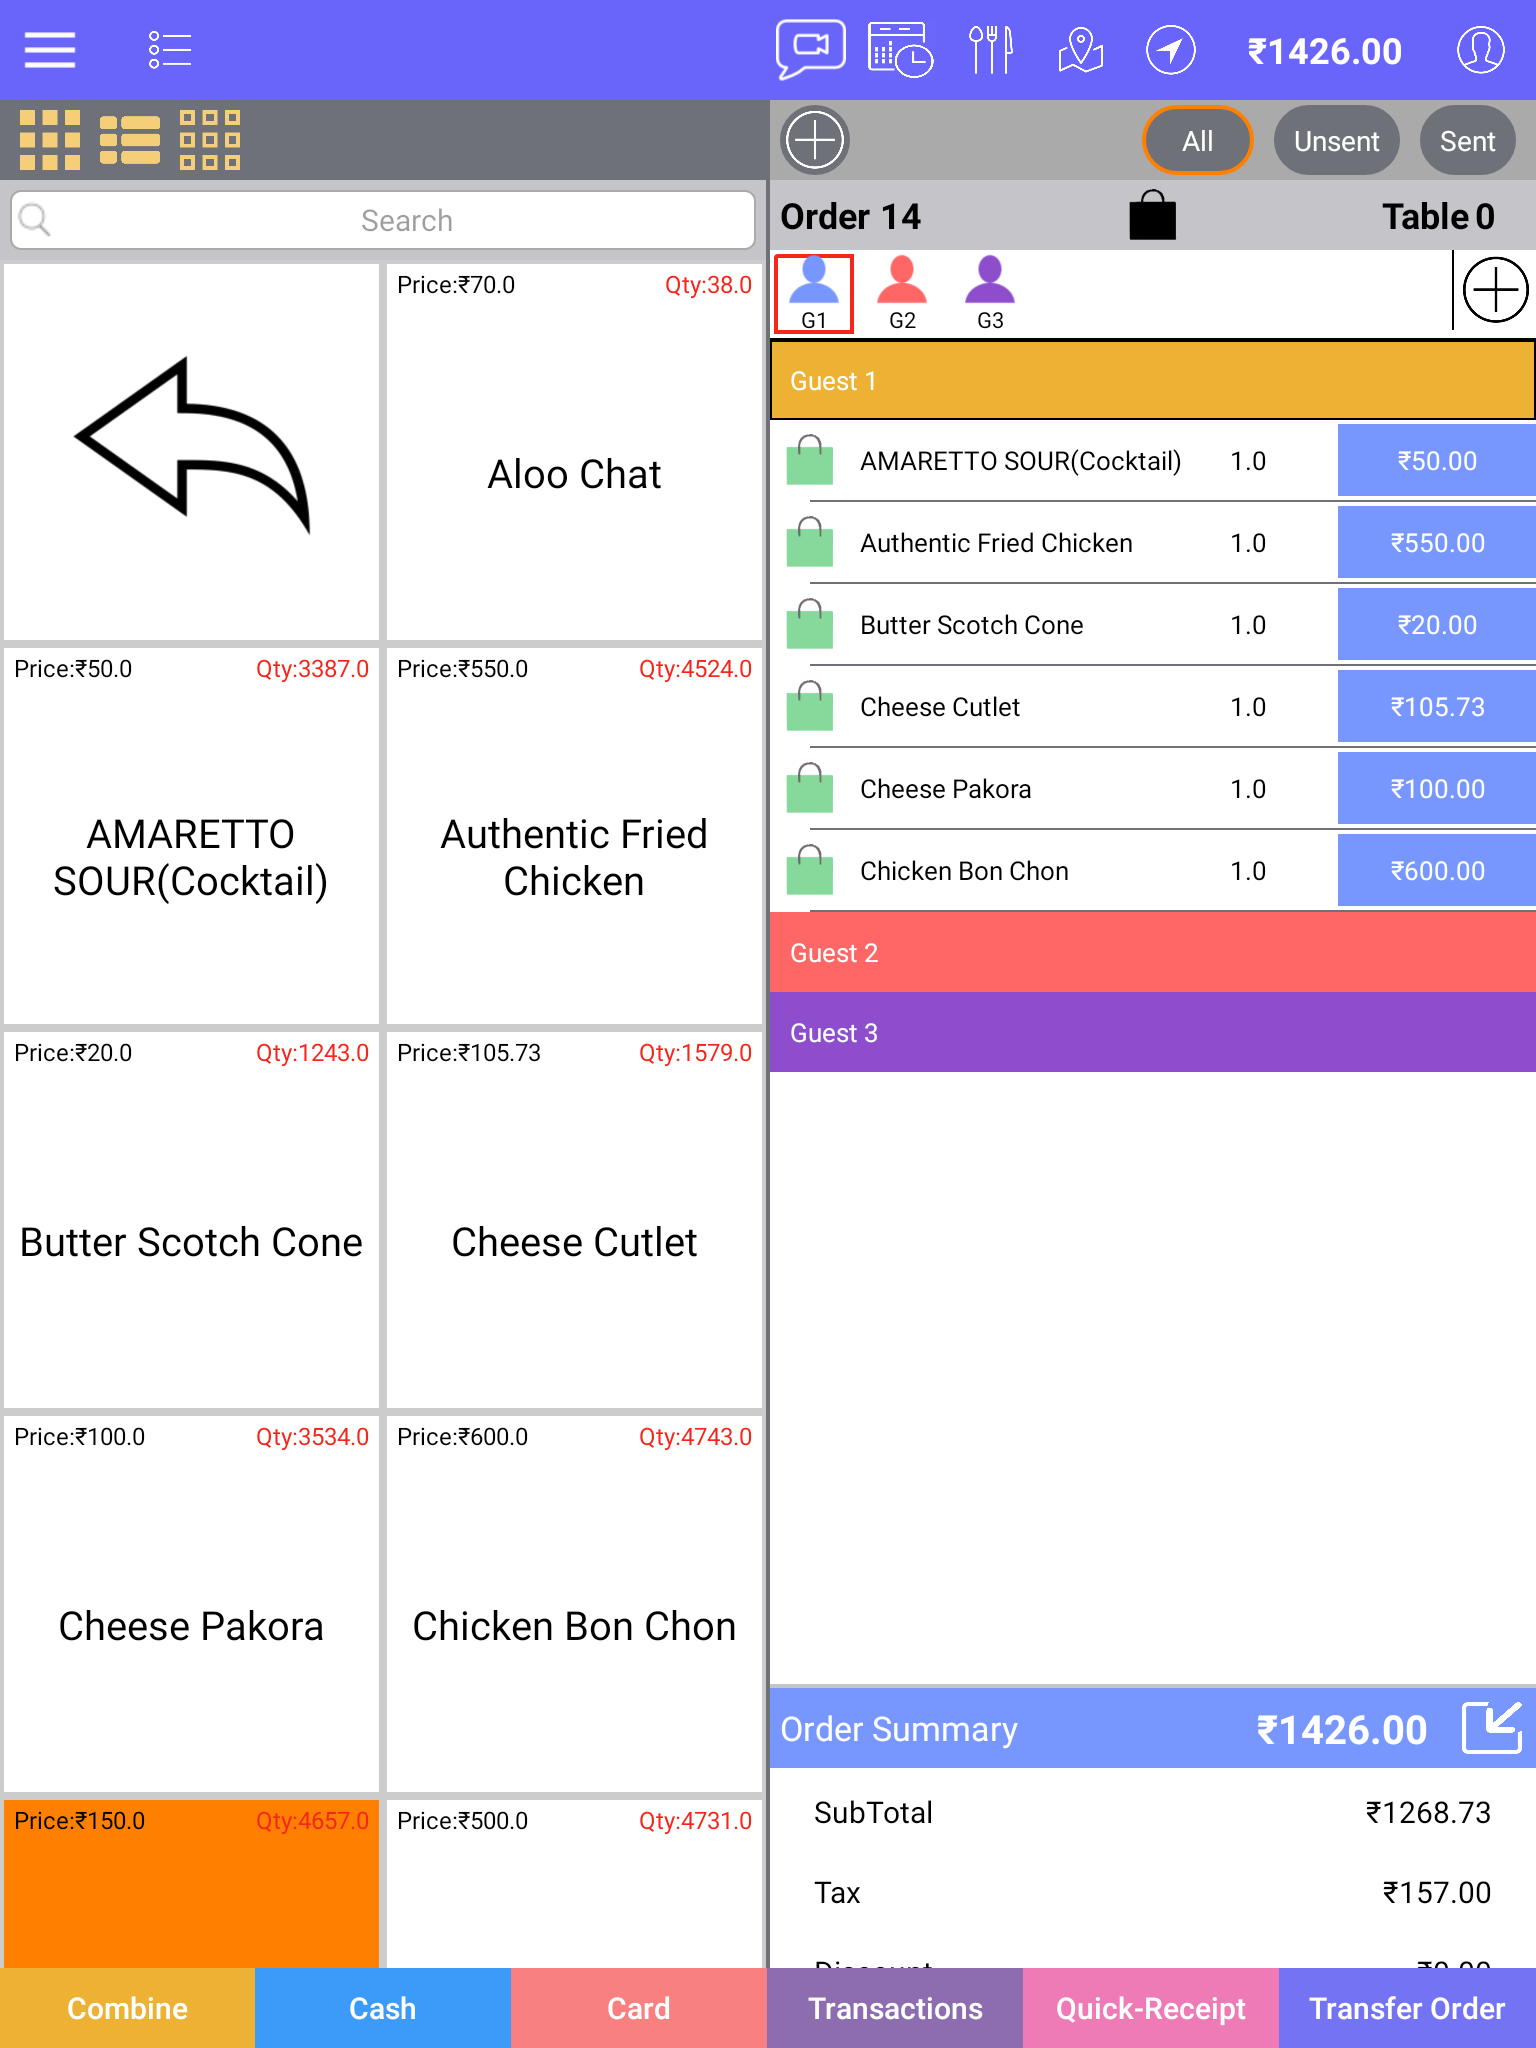 ₹1426.00
All
Unsent
Sent
Search
Order 14
Table 0
G1
G2
G3
Price:₹70.0 Qty:38.0
Aloo Chat
Price:₹50.0 Qty:3387.0
AMARETTO
SOUR(Cocktail)
Price:₹550.0 Qty:4524.0
Authentic Fried
Chicken
Price:₹20.0 Qty:1243.0
Butter Scotch Cone
Price:₹105.73 Qty:1579.0
Cheese Cutlet
Price:₹100.0 Qty:3534.0
Cheese Pakora
Price:₹600.0 Qty:4743.0
Chicken Bon Chon
Price:₹150.0 Qty:4657.0
Price:₹500.0 Qty:4731.0
Guest 1
AMARETTO SOUR(Cocktail) 1.0 ₹50.00
Authentic Fried Chicken 1.0 ₹550.00
Butter Scotch Cone 1.0 ₹20.00
Cheese Cutlet 1.0 ₹105.73
Cheese Pakora 1.0 ₹100.00
Chicken Bon Chon 1.0 ₹600.00
Guest 2
Guest 3
Order Summary ₹1426.00
SubTotal ₹1268.73
Tax ₹157.00
Combine
Cash
Card
Transactions
Quick-Receipt
Transfer Order